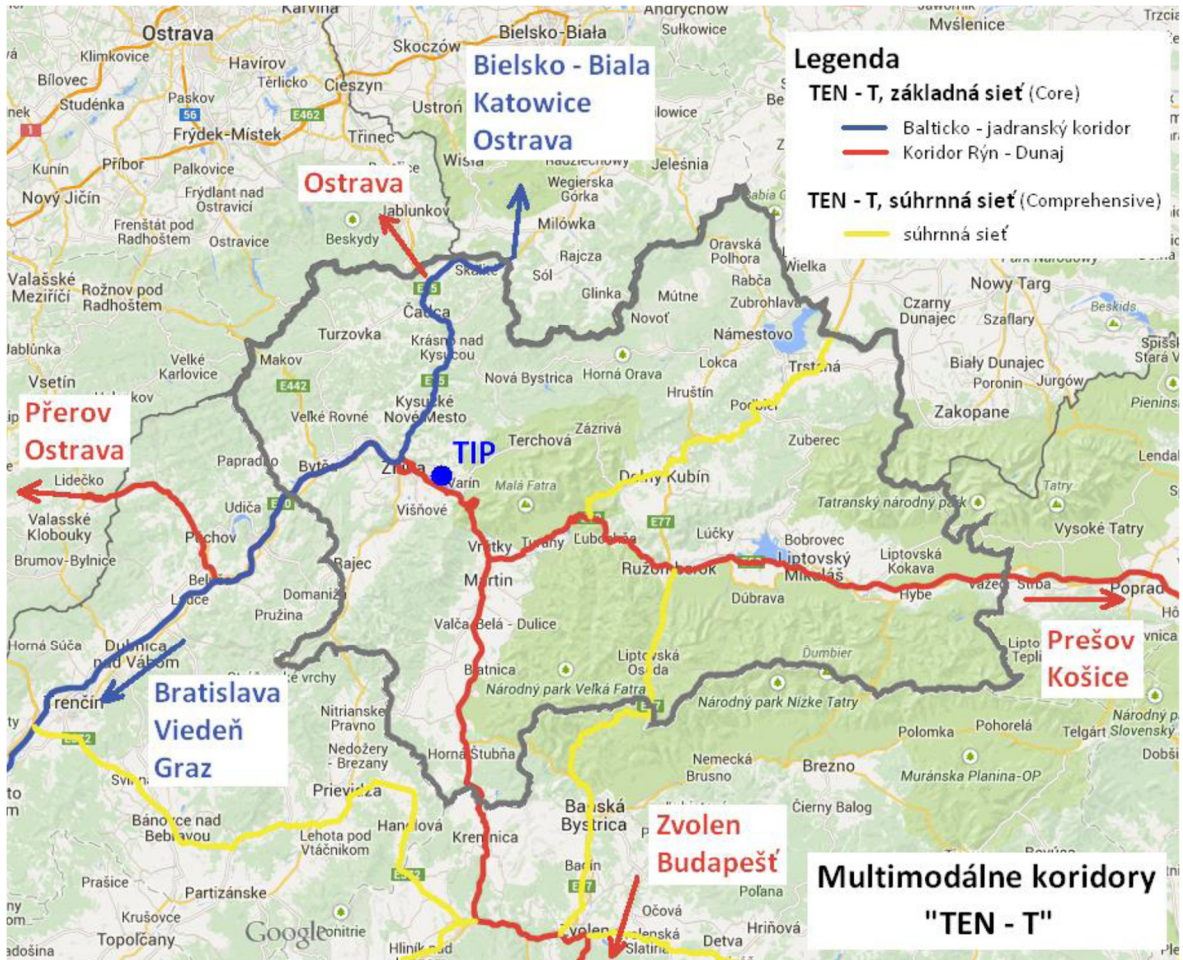 Karviná
Andrychów
Jaworník
Myślenice
Ostrava
Bielsko-Biała
Sułkowice
Klimkovice
Havířov
Skoczów
Bílovec
Těrlicko
Cieszyn
Studénka
Paskov
Ustroń
56
E462
1
Frýdek-Místek
Třinec
Wisła
Radziechowy
Jeleśnia
Kunín
Příbor
Palkovice
Węgierska
Górka
Nový Jičín
Frýdlant nad
Ostravicí
Jablunkov
Milówka
Frenštát pod
Radhoštěm
Ostravice
Beskydy
Rajcza
Oravská
Polhora
Wielka
Bielsko - Biala
Katowice
Ostrava
Ostrava
Legenda
TEN - T, základná sieť (Core)
Balticko - jadranský koridor
Koridor Rýn - Dunaj
TEN - T, súhrnná sieť (Comprehensive)
súhrnná sieť
Valašské
Meziříčí
Rožnov pod
Radhoštěm
Skalité
Sól
Rabča
Nowy Targ
Glinka
Mútne
Zubrohlava
Czarny
Dunajec
Szaflary
Beskids
Čadca
Novoť
Turzovka
Krásno nad
Kysucou
Námestovo
Jablůnka
Velké
Karlovice
Makov
Horná Orava
Lokca
Trstená
Biały Dunajec
Poronin
Jurgów
Vsetín
E442
Nová Bystrica
Hruštín
Kysucké
Nové Mesto
Podbiel
Zakopane
Veľké Rovné
Zázrivá
Terchová
Zuberec
Přerov
Ostrava
TIP
Papradno
Bytča
Žilina
Varín
Malá Fatra
Dolný Kubín
Tatranský národný park
Tatry
Lidečko
Udiča
Višňové
E77
Vysoké Tatry
Valašské
Klobouky
Púchov
Vrútky
Turany
Ľubochňa
Lúčky
Bobrovec
Liptovská
Kokava
Brumov-Bylnice
Rajec
Liptovský
Mikuláš
Beluša
Martin
Ružomberok
Važec
Štrba
Poprad
Ladce
Domaniža
Dúbrava
Hybe
Pružina
Valča
Belá - Dulice
Horná Súča
Dubnica
nad Váhom
Liptovská
Osada
Ďumbier
Prešov
Košice
Strážovské vrchy
Blatnica
Národný park Veľká Fatra
Národný park Nízke Tatry
Trenčín
Bratislava
Viedeň
Graz
Nitrianske
Pravno
Polomka
Pohorelá
Telgárt
Nedožery
- Brezany
Horná Štubňa
Nemecká
Brusno
Brezno
Muránska Planina-OP
Prievidza
Bánovce nad
Bebravou
Banská
Bystrica
Čierny Balog
Lehota pod
Vtáčnikom
Handlová
Kremnica
Zvolen
Budapešť
Prašice
Badín
Partizánske
Poľana
Multimodálne koridory
"TEN - T"
Krušovce
Očová
Hriňová
Topoľčany
Google
Zvolen
Detva